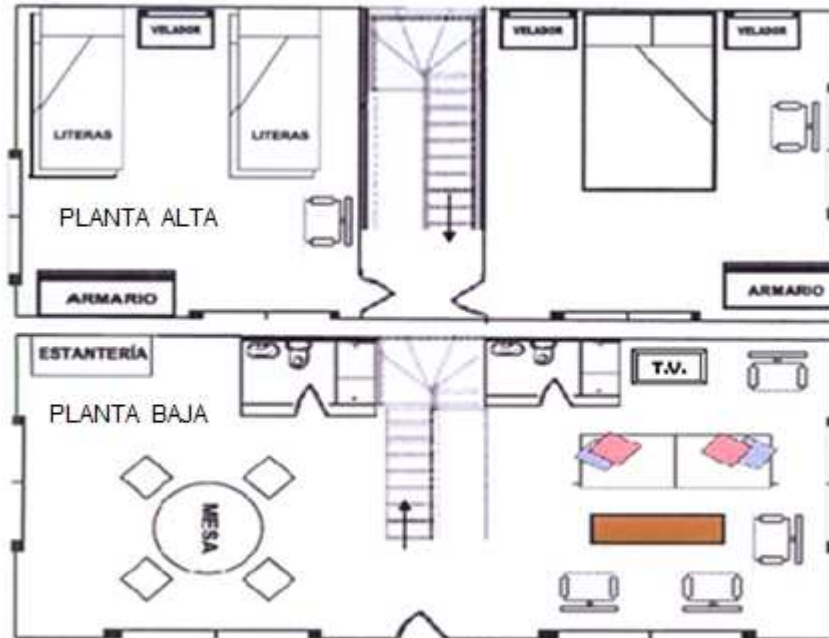 VELADOR
VELADOR
VELADOR
LITERAS
LITERAS
PLANTA ALTA
ARMARIO
ARMARIO
ESTANTERÍA
T.V.
PLANTA BAJA
MESA